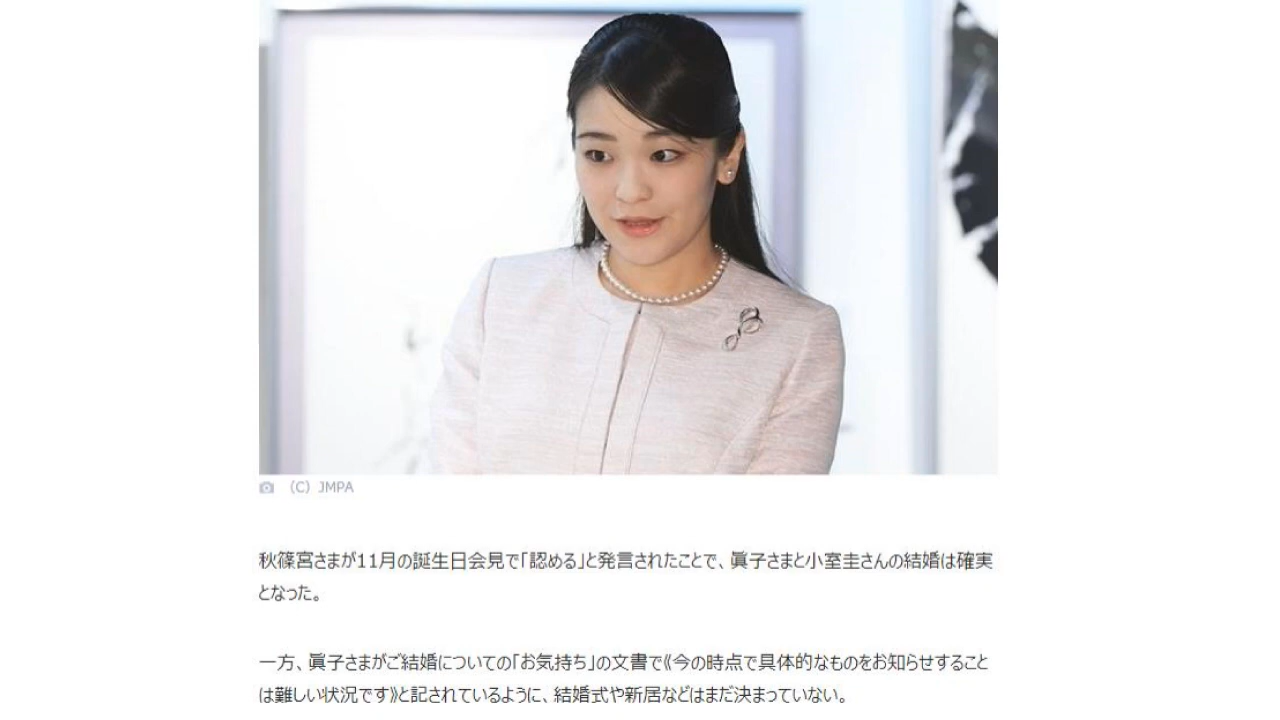 (C) JMPA
秋篠宮さまが11月の誕生日会見で「認める」と発言されたことで、眞子さまと小室圭さんの結婚は確実
となった。
一方、眞子さまがご結婚についての「お気持ち」の文書で《今の時点で具体的なものをお知らせすること
は難しい状況です》と記されているように、結婚式や新居などはまだ決まっていない。